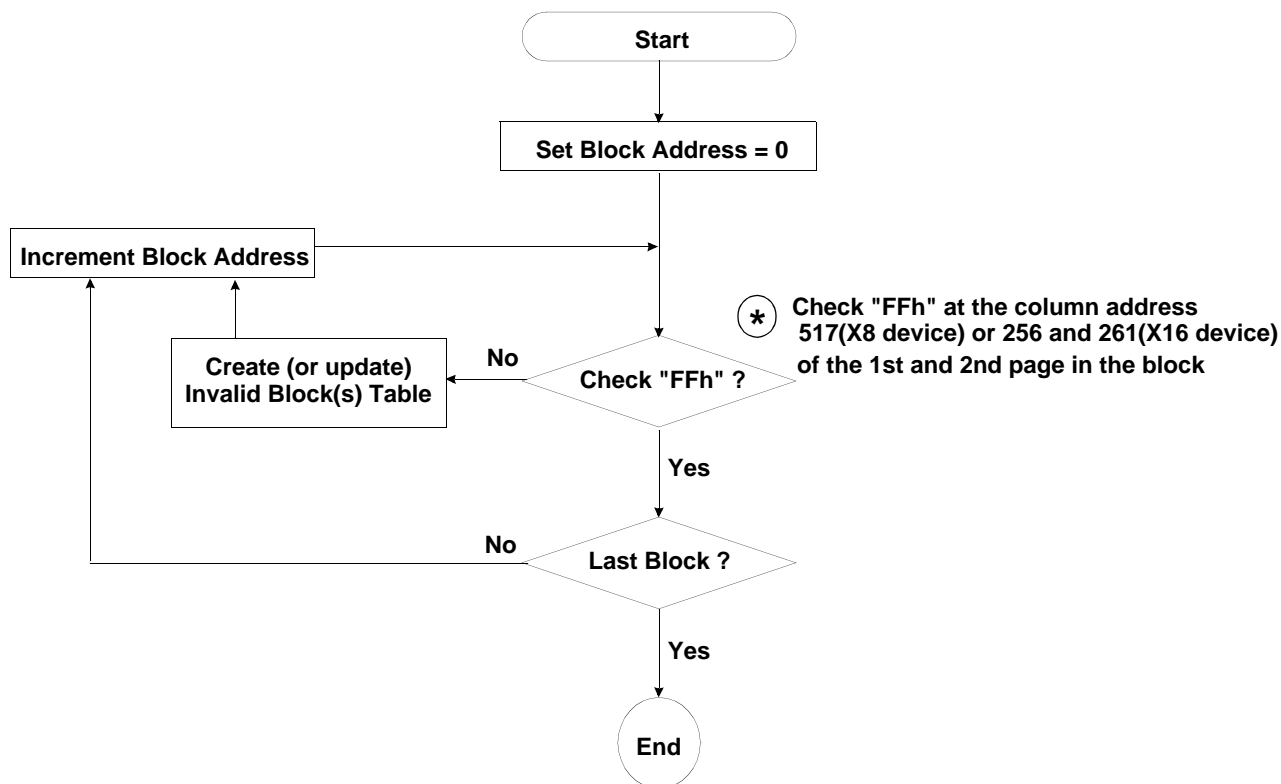 Start
Set Block Address = 0
Increment Block Address
* Check "FFh" at the column address
517(X8 device) or 256 and 261(X16 device)
of the 1st and 2nd page in the block
No
Create (or update)
Invalid Block(s) Table
Check "FFh" ?
Yes
No
Last Block ?
Yes
End